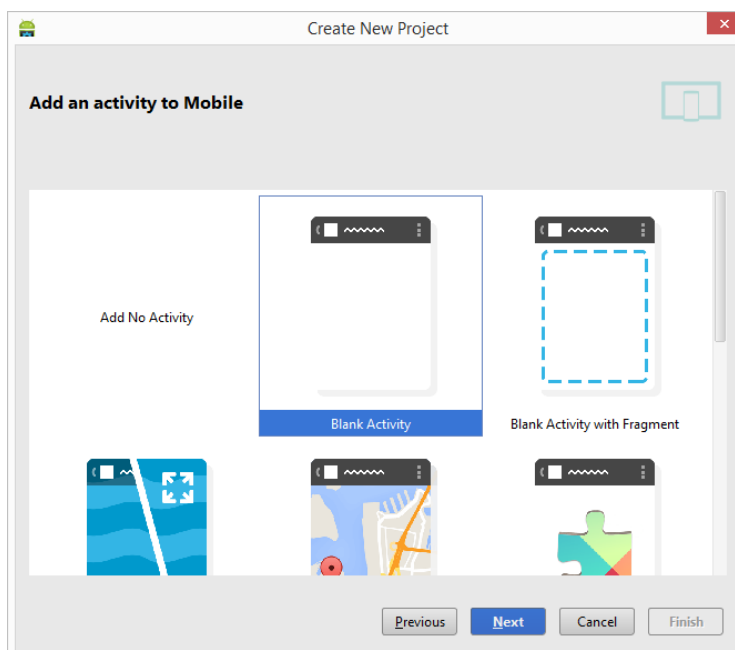 Create New Project
Add an activity to Mobile
Add No Activity
Blank Activity
Blank Activity with Fragment
Previous
Next
Cancel
Finish